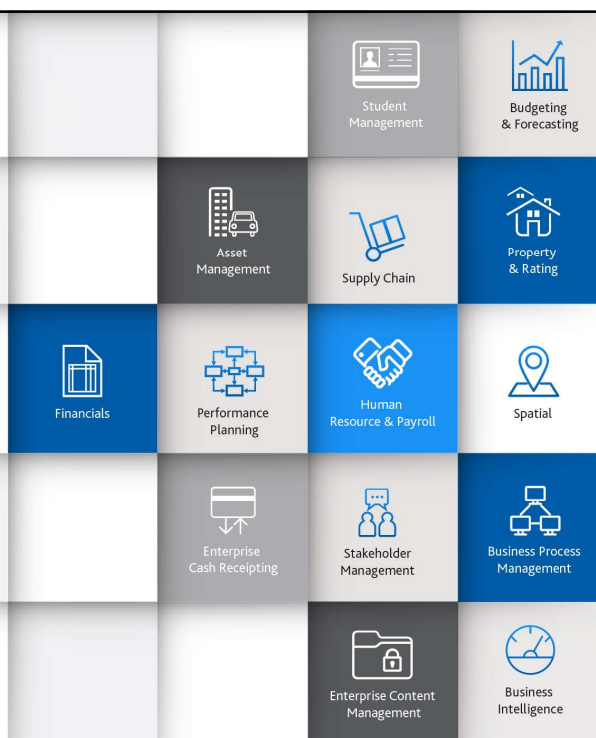 Student
Management
Budgeting
& Forecasting
Asset
Management
Supply Chain
Property
& Rating
Financials
Performance
Planning
Human
Resource & Payroll
Spatial
Enterprise
Cash Receipting
Stakeholder
Management
Business Process
Management
Enterprise Content
Management
Business
Intelligence